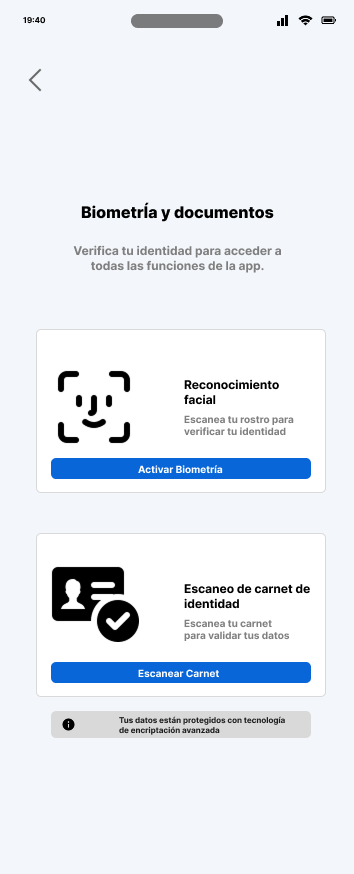 19:40
BiometrÍa y documentos
Verifica tu identidad para acceder a
todas las funciones de la app.
Reconocimiento
facial
Escanea tu rostro para
verificar tu identidad
Activar Biometría
Escaneo de carnet de
identidad
Escanea tu carnet
para validar tus datos
Escanear Carnet
Tus datos están protegidos con tecnología
de encriptación avanzada